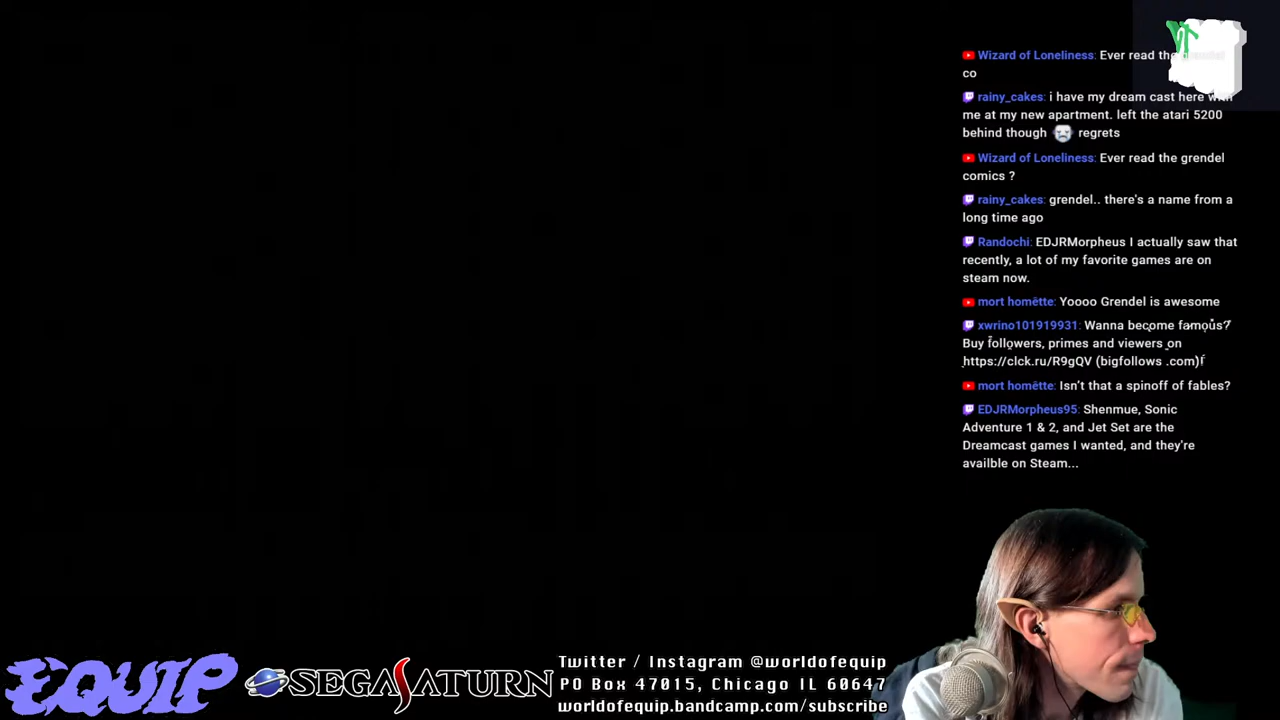 Wizard of Loneliness: Ever read the
co
rainy_cakes: i have my dream cast here with
me at my new apartment. left the atari 5200
behind though regrets
Wizard of Loneliness: Ever read the grendel
comics ?
rainy_cakes: grendel.. there's a name from a
long time ago
Randochi: EDJRMorpheus I actually saw that
recently, a lot of my favorite games are on
steam now.
mort homêtte: Yoooo Grendel is awesome
xwrino101919931: Wanna become famous?
Buy followers, primes and viewers on
https://clck.ru/R9gQV (bigfollows .com)!
mort homêtte: Isn't that a spinoff of fables?
EDJRMorpheus95: Shenmue, Sonic
Adventure 1 & 2, and Jet Set are the
Dreamcast games I wanted, and they're
availble on Steam...
EQUIP
SEGA SATURN
Twitter / Instagram @worldofequip
PO Box 47015, Chicago IL 60647
worldofequip.bandcamp.com/subscribe